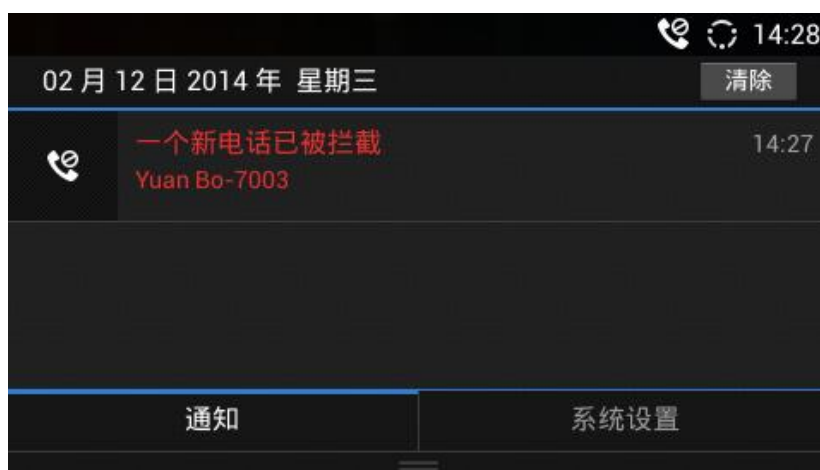 14:28
02 月 12 日 2014 年 星期三
清除
一个新电话已被拦截
14:27
Yuan Bo-7003
通知
系统设置